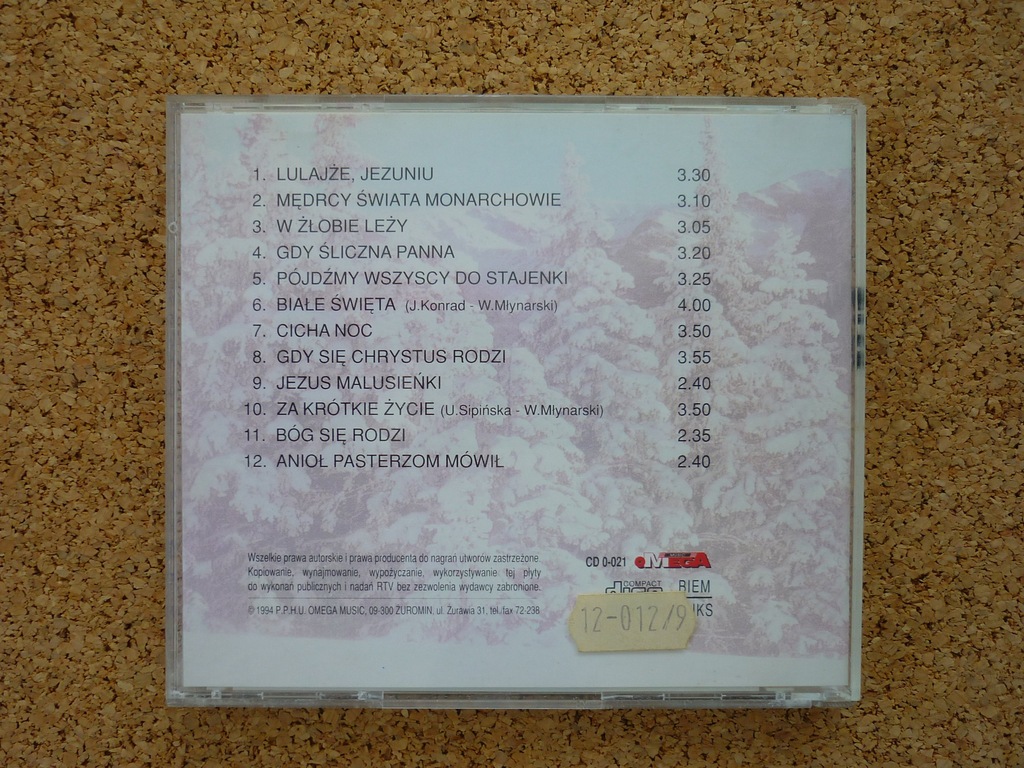 1. LULAJŻE, JEZUNIU 3.30
2. MĘDRCY ŚWIATA MONARCHOWIE 3.10
3. W ŻŁOBIE LEŻY 3.05
4. GDY ŚLICZNA PANNA 3.20
5. PÓJDŹMY WSZYSCY DO STAJENKI 3.25
6. BIAŁE ŚWIĘTA (J.Konrad - W.Młynarski) 4.00
7. CICHA NOC 3.50
8. GDY SIĘ CHRYSTUS RODZI 3.55
9. JEZUS MALUSIEŃKI 2.40
10. ZA KRÓTKIE ŻYCIE (U.Sipińska - W.Młynarski) 3.50
11. BÓG SIĘ RODZI 2.35
12. ANIOŁ PASTERZOM MÓWIŁ 2.40
Wszelkie prawa autorskie i prawa producenta do nagrań utworów zastrzeżone.
Kopiowanie, wynajmowanie, wypożyczanie, wykorzystywanie tej płyty
do wykonań publicznych i nadań RTV bez zezwolenia wydawcy zabronione.
© 1994 P.P.H.U. OMEGA MUSIC, 09-300 ŻUROMIN, ul. Żurawia 31, tel./fax 72-238
CD 0-021 OMEGA MUSIC
COMPACT
BIEM
12-012/9